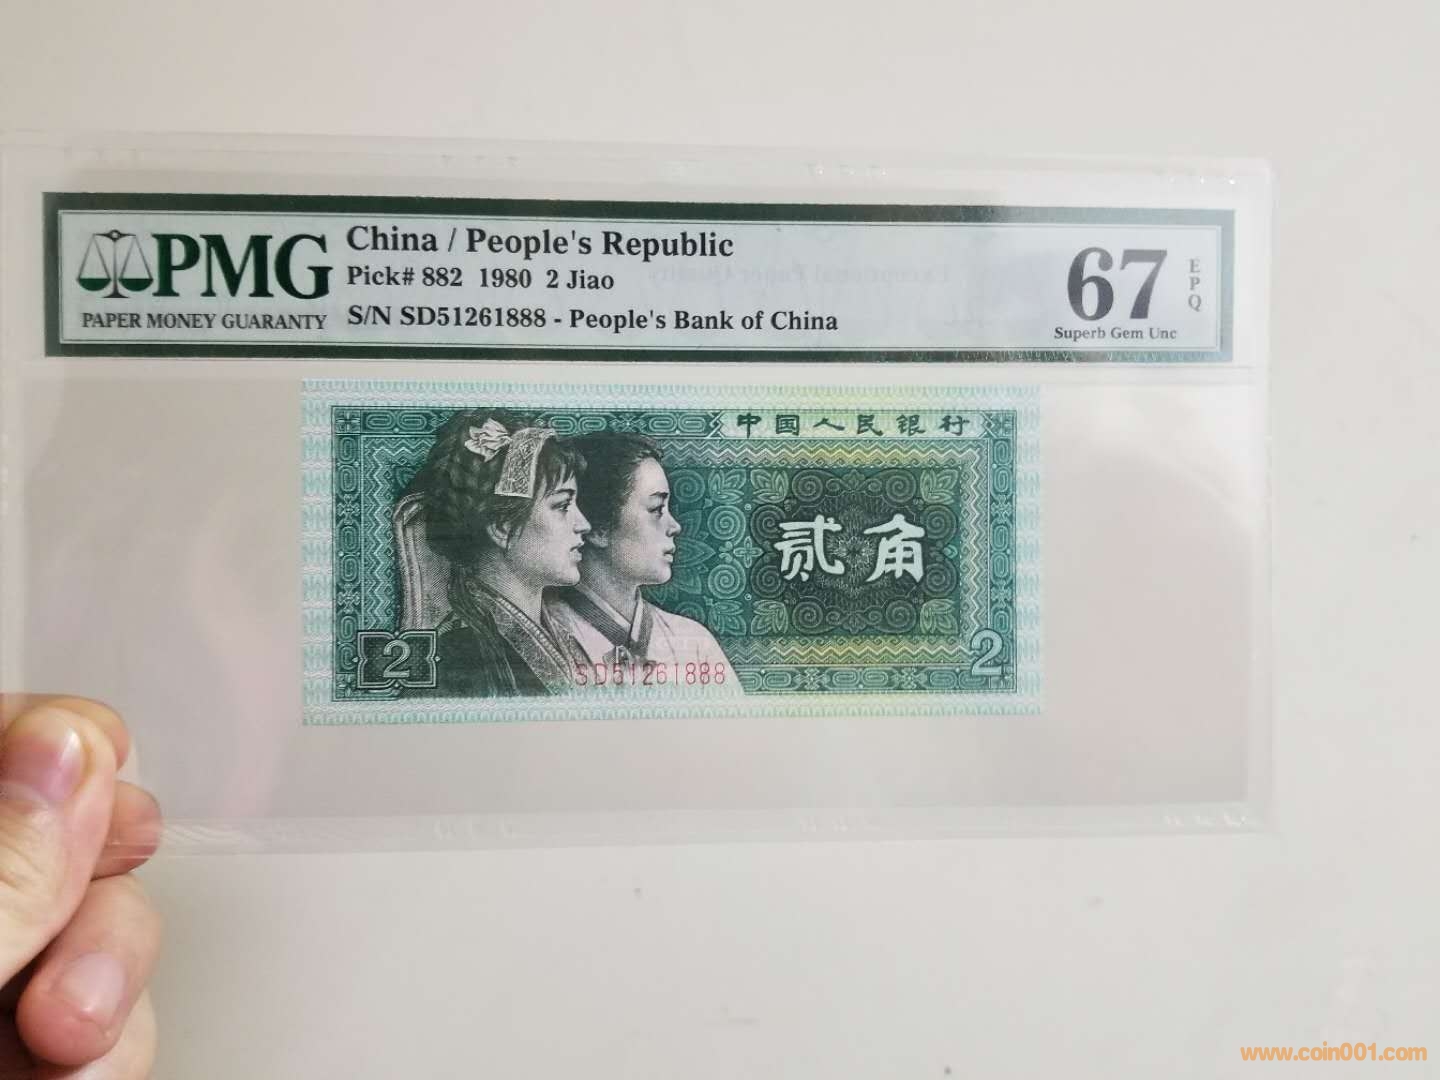 PMG
PAPER MONEY GUARANTY
China / People's Republic
Pick# 882 1980 2 Jiao
S/N SD51261888 - People's Bank of China
67
EPQ
Superb Gem Unc
中国人民银行
贰角
2
2
SD51261888
www.coin001.com